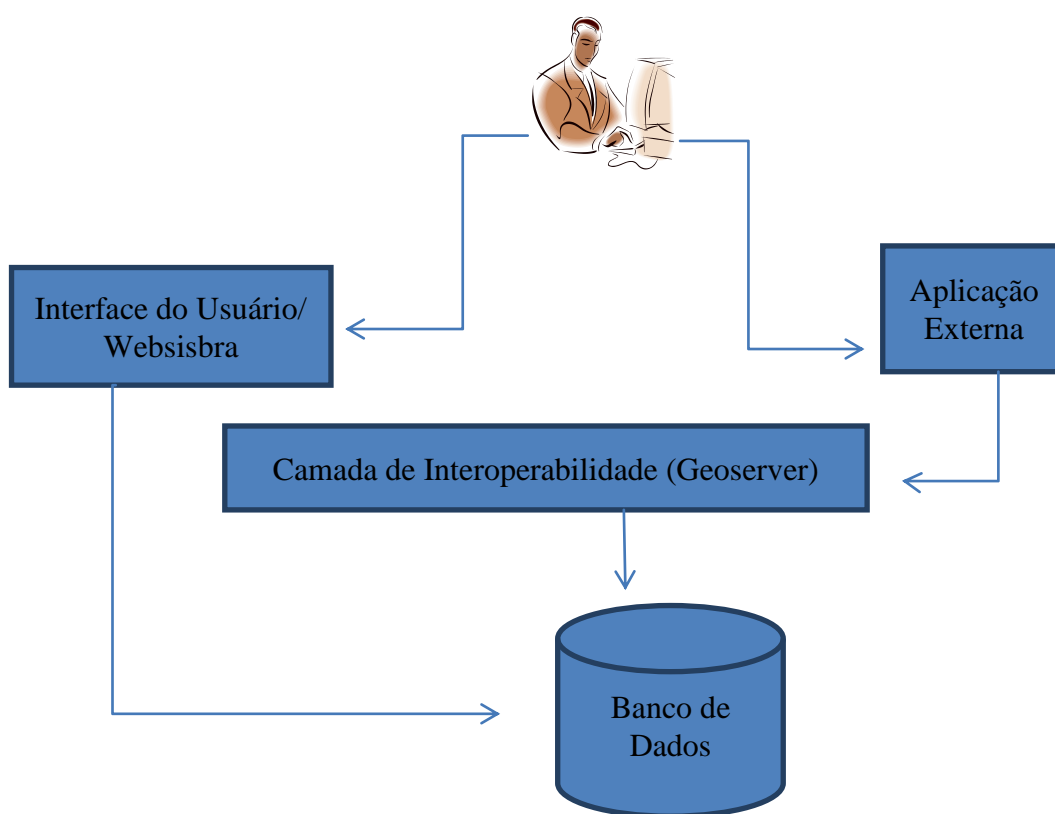 Interface do Usuário/
Websisbra
Aplicação
Externa
Camada de Interoperabilidade (Geoserver)
Banco de
Dados